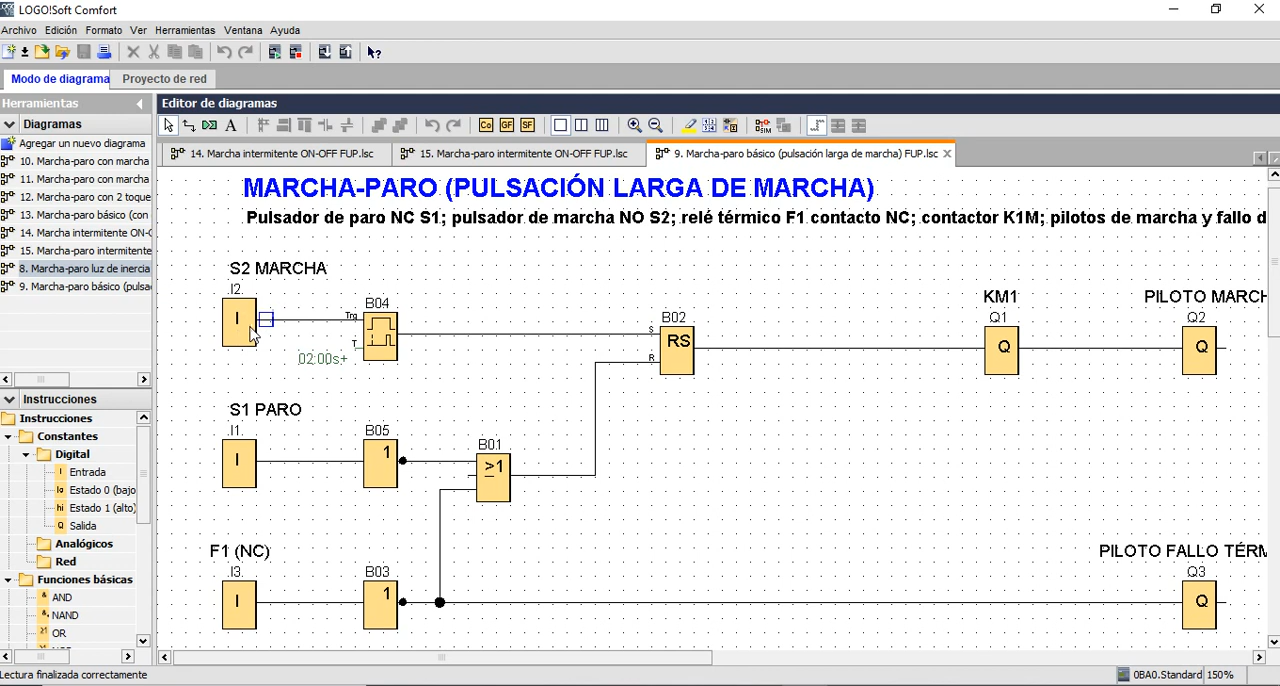 LOGO!Soft Comfort
Archivo Edición Formato Ver Herramientas Ventana Ayuda
Modo de diagrama Proyecto de red
Herramientas
Editor de diagramas
Diagramas
Agregar un nuevo diagrama
10. Marcha-paro con marcha
11. Marcha-paro con marcha
12. Marcha-paro con 2 toque
13. Marcha-paro básico (con
14. Marcha intermitente ON-O
15. Marcha-paro intermitente
8. Marcha-paro luz de inercia
9. Marcha-paro básico (pulsa
Instrucciones
Instrucciones
Constantes
Digital
I Entrada
lo Estado 0 (bajo
hi Estado 1 (alto)
Q Salida
Analógicos
Red
Funciones básicas
& AND
NAND
≥1 OR
A Co GF SF
SIM
14. Marcha intermitente ON-OFF FUP.lsc 15. Marcha-paro intermitente ON-OFF FUP.lsc 9. Marcha-paro básico (pulsación larga de marcha) FUP.lsc
MARCHA-PARO (PULSACIÓN LARGA DE MARCHA)
Pulsador de paro NC S1; pulsador de marcha NO S2; relé térmico F1 contacto NC; contactor K1M; pilotos de marcha y fallo d
S2 MARCHA
I2
I
Trg
T
02:00s+
B04
B02
S
R
RS
KM1
Q1
Q
PILOTO MARCH
Q2
Q
S1 PARO
I1
I
B05
1
B01
≥1
F1 (NC)
I3
I
B03
1
PILOTO FALLO TÉRM
Q3
Q
Lectura finalizada correctamente
0BA0.Standard 150%